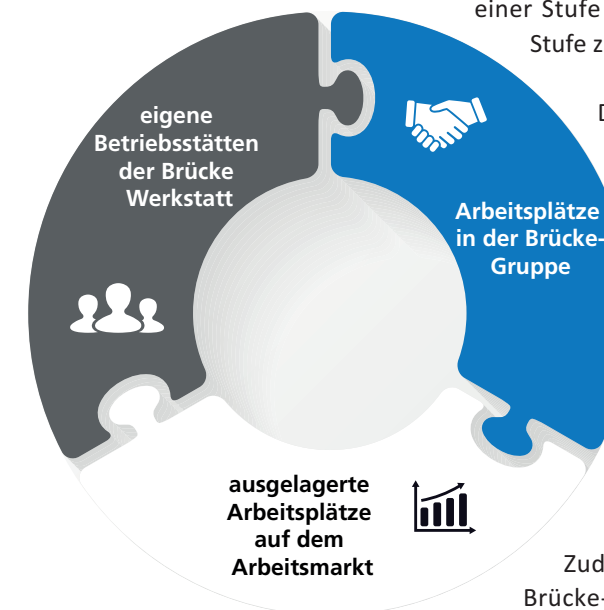 einer Stufe
Stufe z
D
eigene
Betriebsstätten
der Brücke
Werkstatt
Arbeitsplätze
in der Brücke-
Gruppe
ausgelagerte
Arbeitsplätze
auf dem
Arbeitsmarkt
Zud
Brücke-